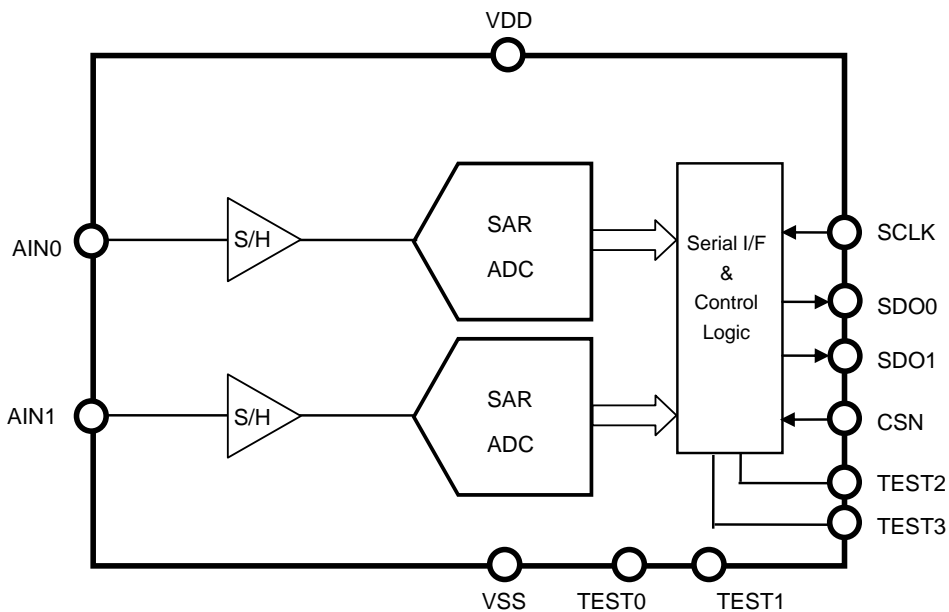 VDD
AIN0
S/H
SAR
ADC
Serial I/F
&
Control
Logic
SCLK
SDO0
SDO1
AIN1
S/H
SAR
ADC
CSN
TEST2
TEST3
VSS
TEST0
TEST1